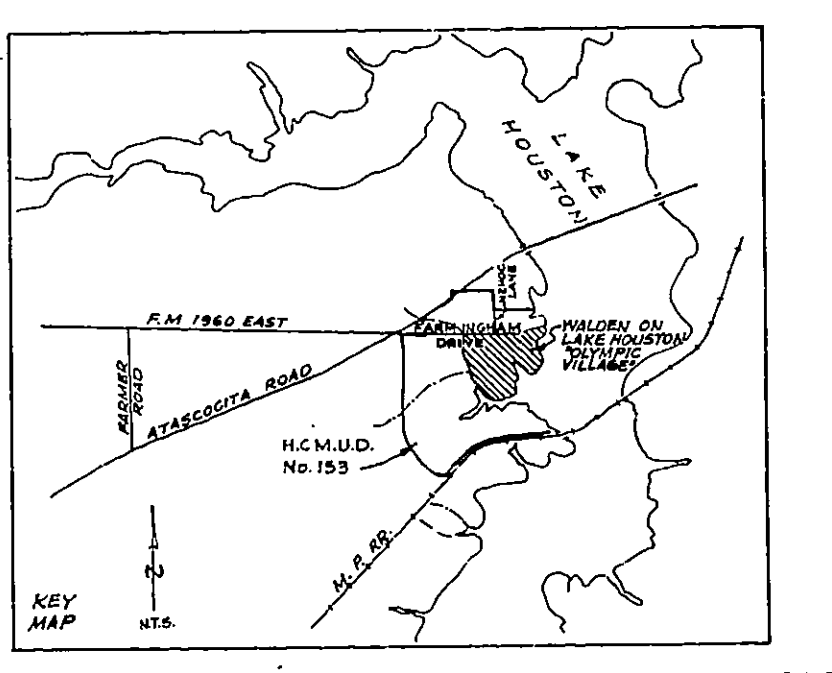 LAKE
HOUSTON
F.M 1960 EAST
LANE
FARMINGHAM
DRIVE
WALDEN ON
LAKE HOUSTON
"OLYMPIC
VILLAGE"
FARMER
ROAD
ATASCOCITA ROAD
H.C M.U.D.
No. 153
M. P. RR.
N
KEY
MAP
N.T.S.